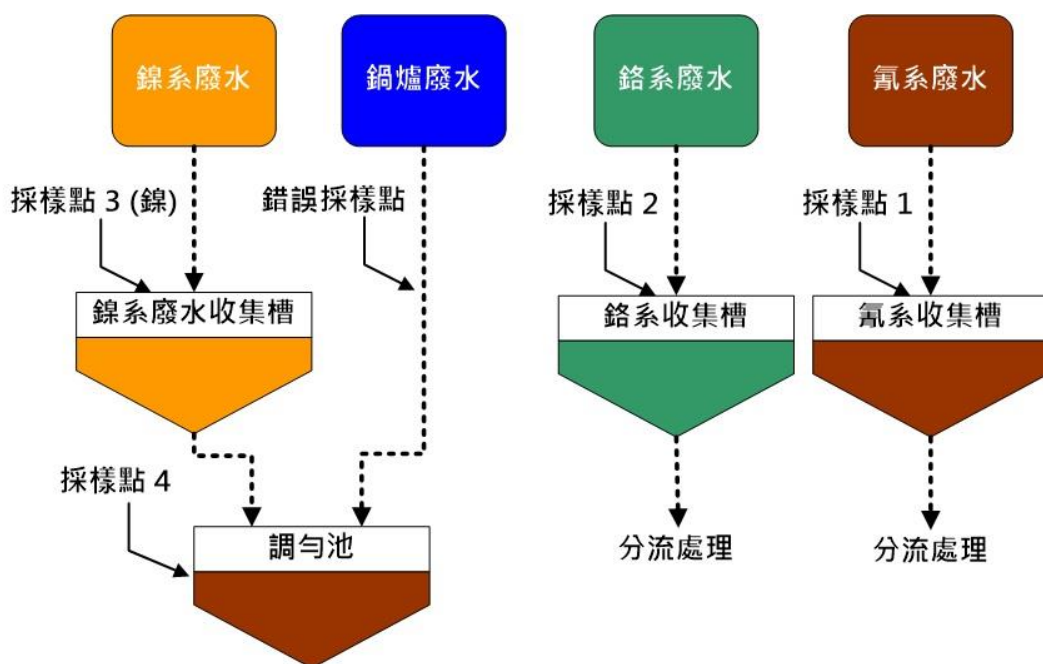 鎳系廢水
鍋爐廢水
鉻系廢水
氰系廢水
採樣點 3 (鎳)
錯誤採樣点
採樣點 2
採樣點 1
鎳系廢水收集槽
鉻系收集槽
氰系收集槽
採樣點 4
調勻池
分流處理
分流處理